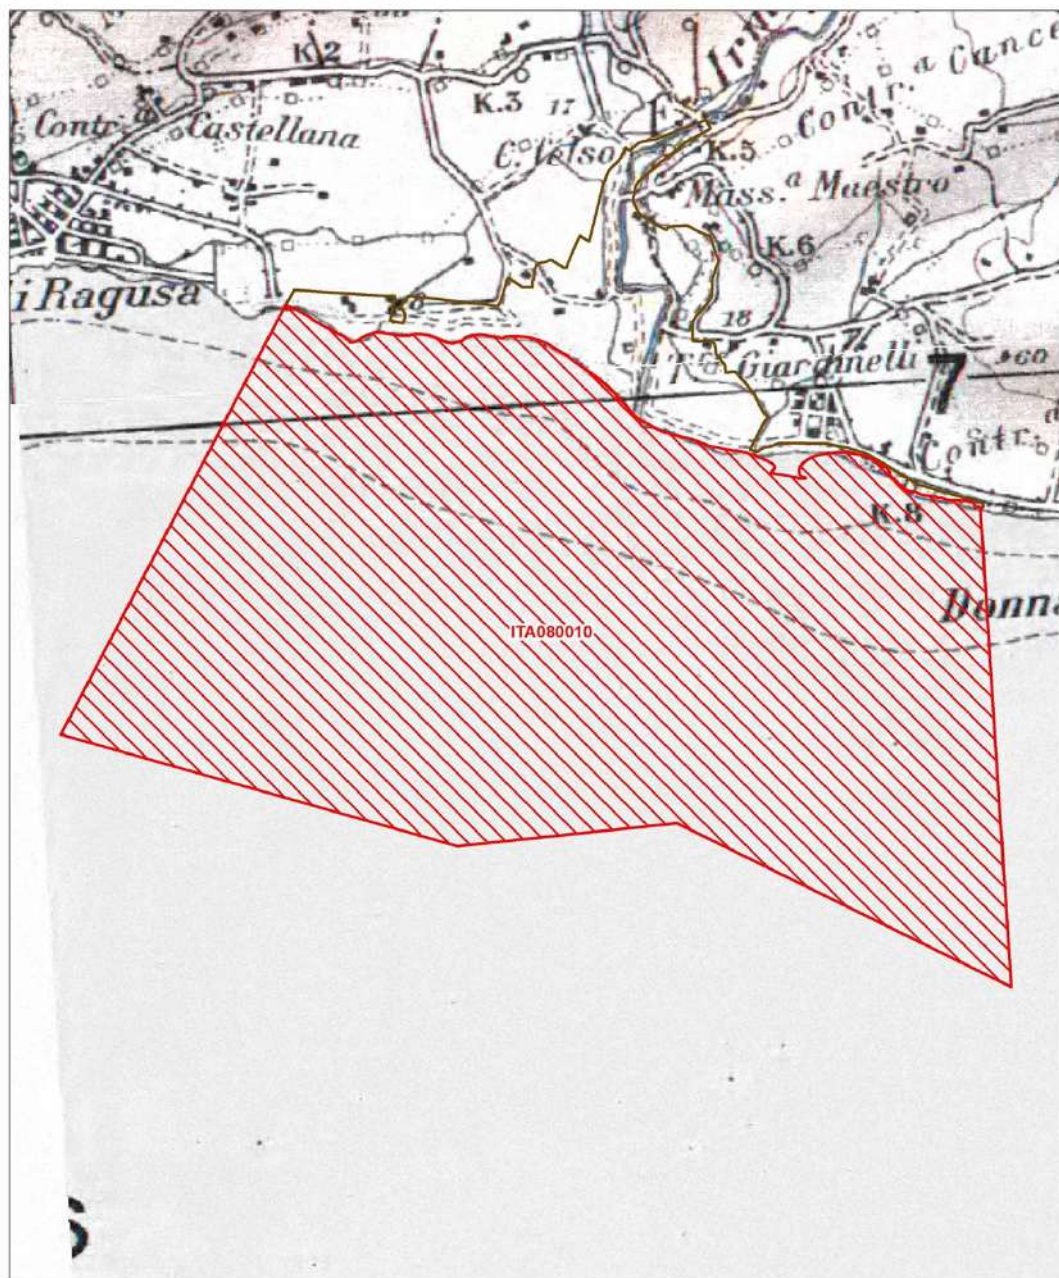 K.2
K.3
17
Contr.a
Castellana
Contr. a Cance
K.5
Mass.a Maestro
K.6
i Ragusa
18
Giardinelli
7
60
Contr. a
K.8
Donna
ITA080010